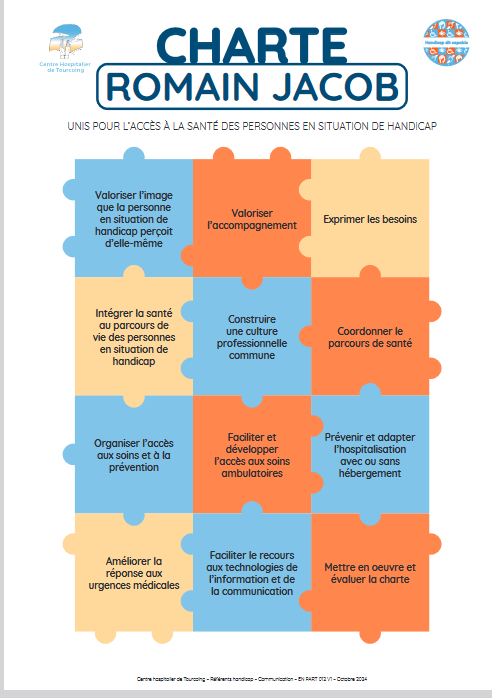 Centre Hospitalier
de Tourcoing
CHARTE
ROMAIN JACOB
Handicap dit capable
UNIS POUR L'ACCÈS À LA SANTÉ DES PERSONNES EN SITUATION DE HANDICAP
Valoriser l'image
que la personne
en situation de
handicap perçoit
d'elle-même
Valoriser
l'accompagnement
Exprimer les besoins
Intégrer la santé
au parcours de
vie des personnes
en situation de
handicap
Construire
une culture
professionnelle
commune
Coordonner le
parcours de santé
Organiser l'accès
aux soins et à la
prévention
Faciliter et
développer
l'accès aux soins
ambulatoires
Prévenir et adapter
l'hospitalisation
avec ou sans
hébergement
Améliorer la
réponse aux
urgences médicales
Faciliter le recours
aux technologies de
l'information et de
la communication
Mettre en oeuvre et
évaluer la charte
Centre hospitalier de Tourcoing – Référents handicap – Communication – EN PART 012 V1 – Octobre 2024